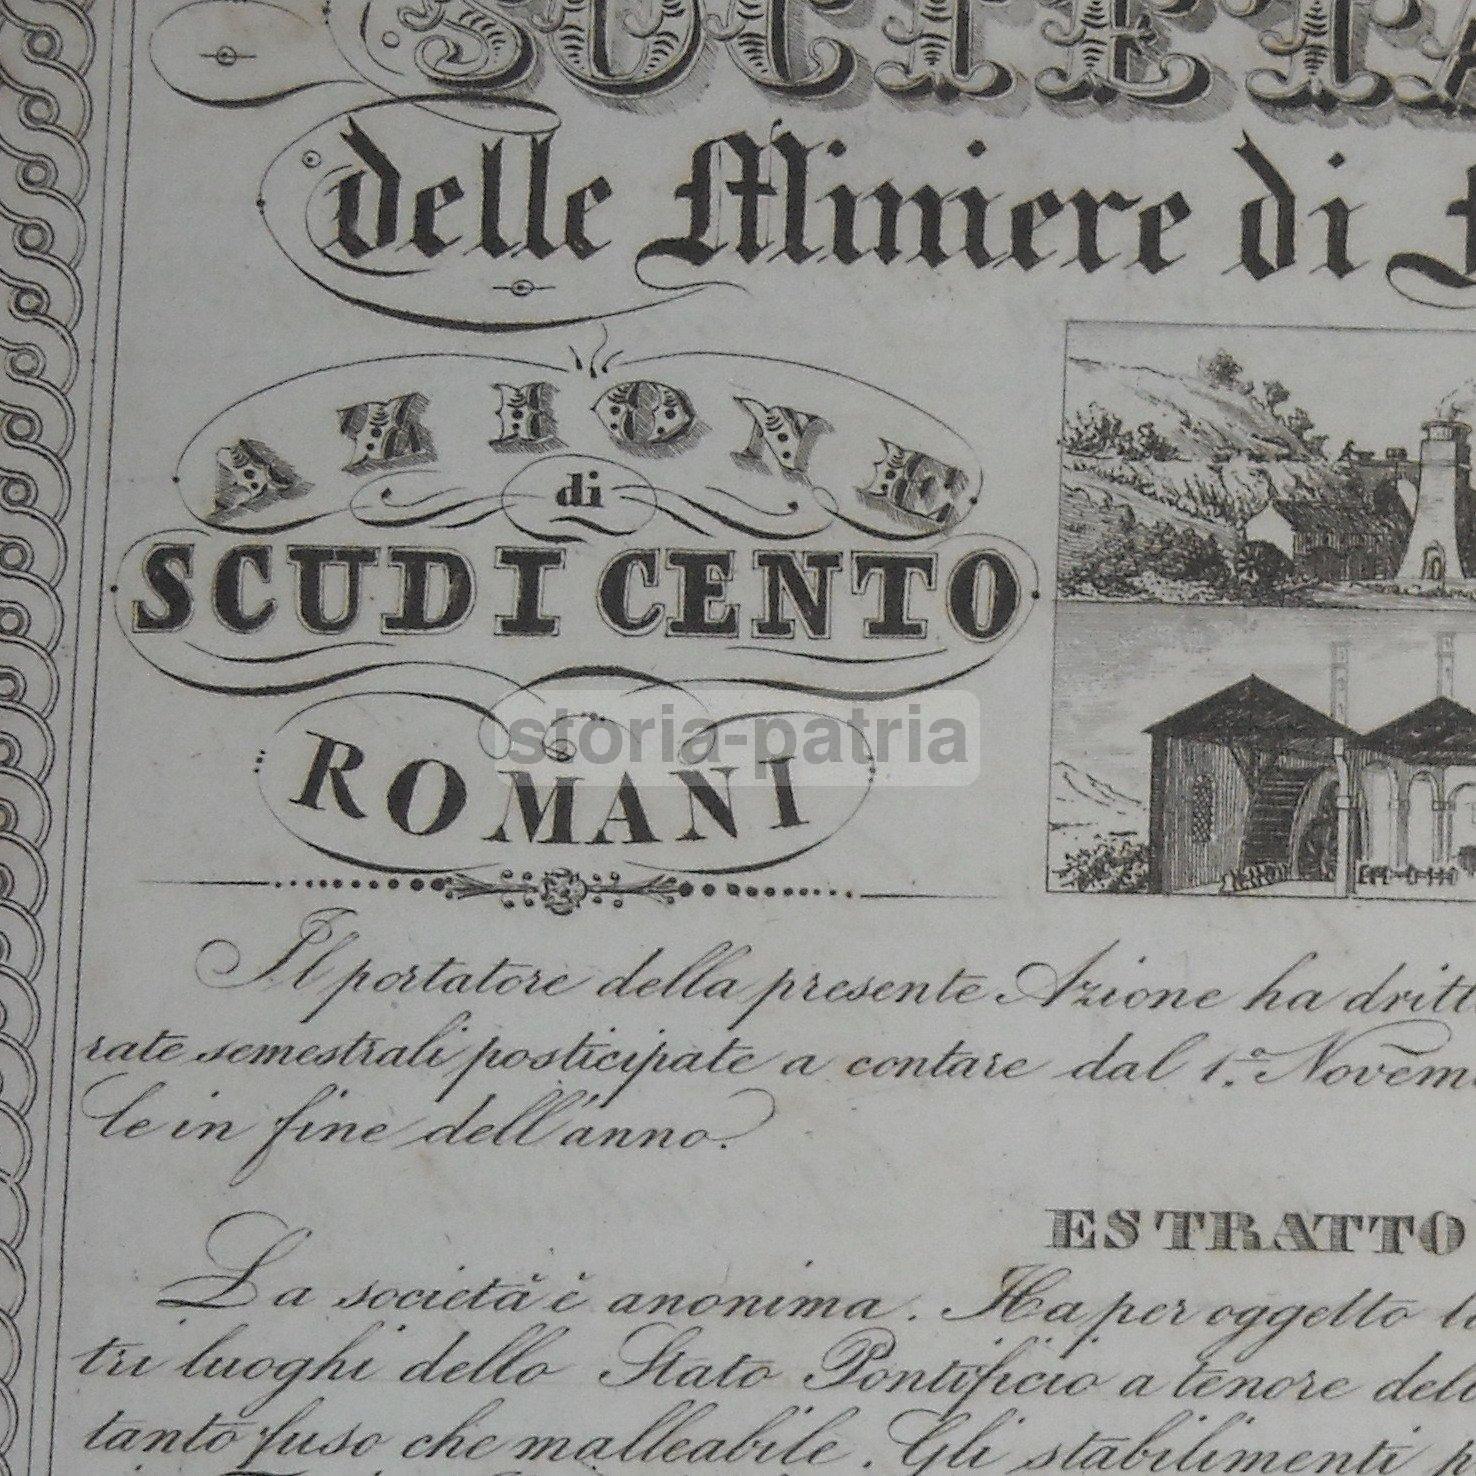 SOCIETA
delle Miniere di
AZIONE
di
SCUDI CENTO
ROMANI
storia-patria
Il portatore della presente Azione ha dritt
rate semestrali posticipate a contare dal 1.º Novem
le in fine dell'anno.
ESTRATTO
La società è anonima. Ha per oggetto la
tri luoghi dello Stato Pontificio a tenore dell
tanto fuso che malleabile. Gli stabilimenti